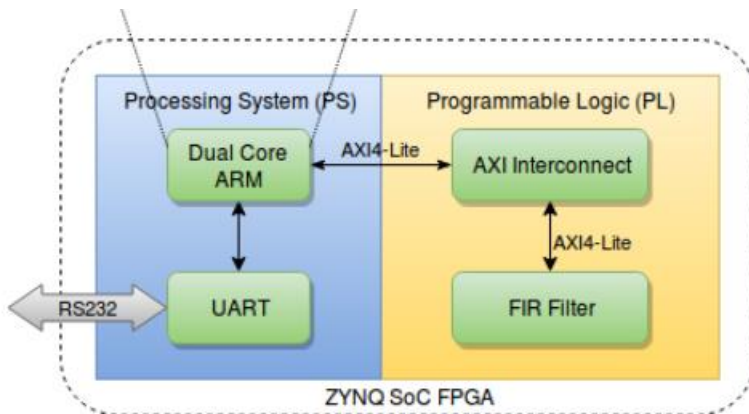 Processing System (PS)
Programmable Logic (PL)
Dual Core
ARM
AXI4-Lite
AXI Interconnect
AXI4-Lite
RS232
UART
FIR Filter
ZYNQ SoC FPGA